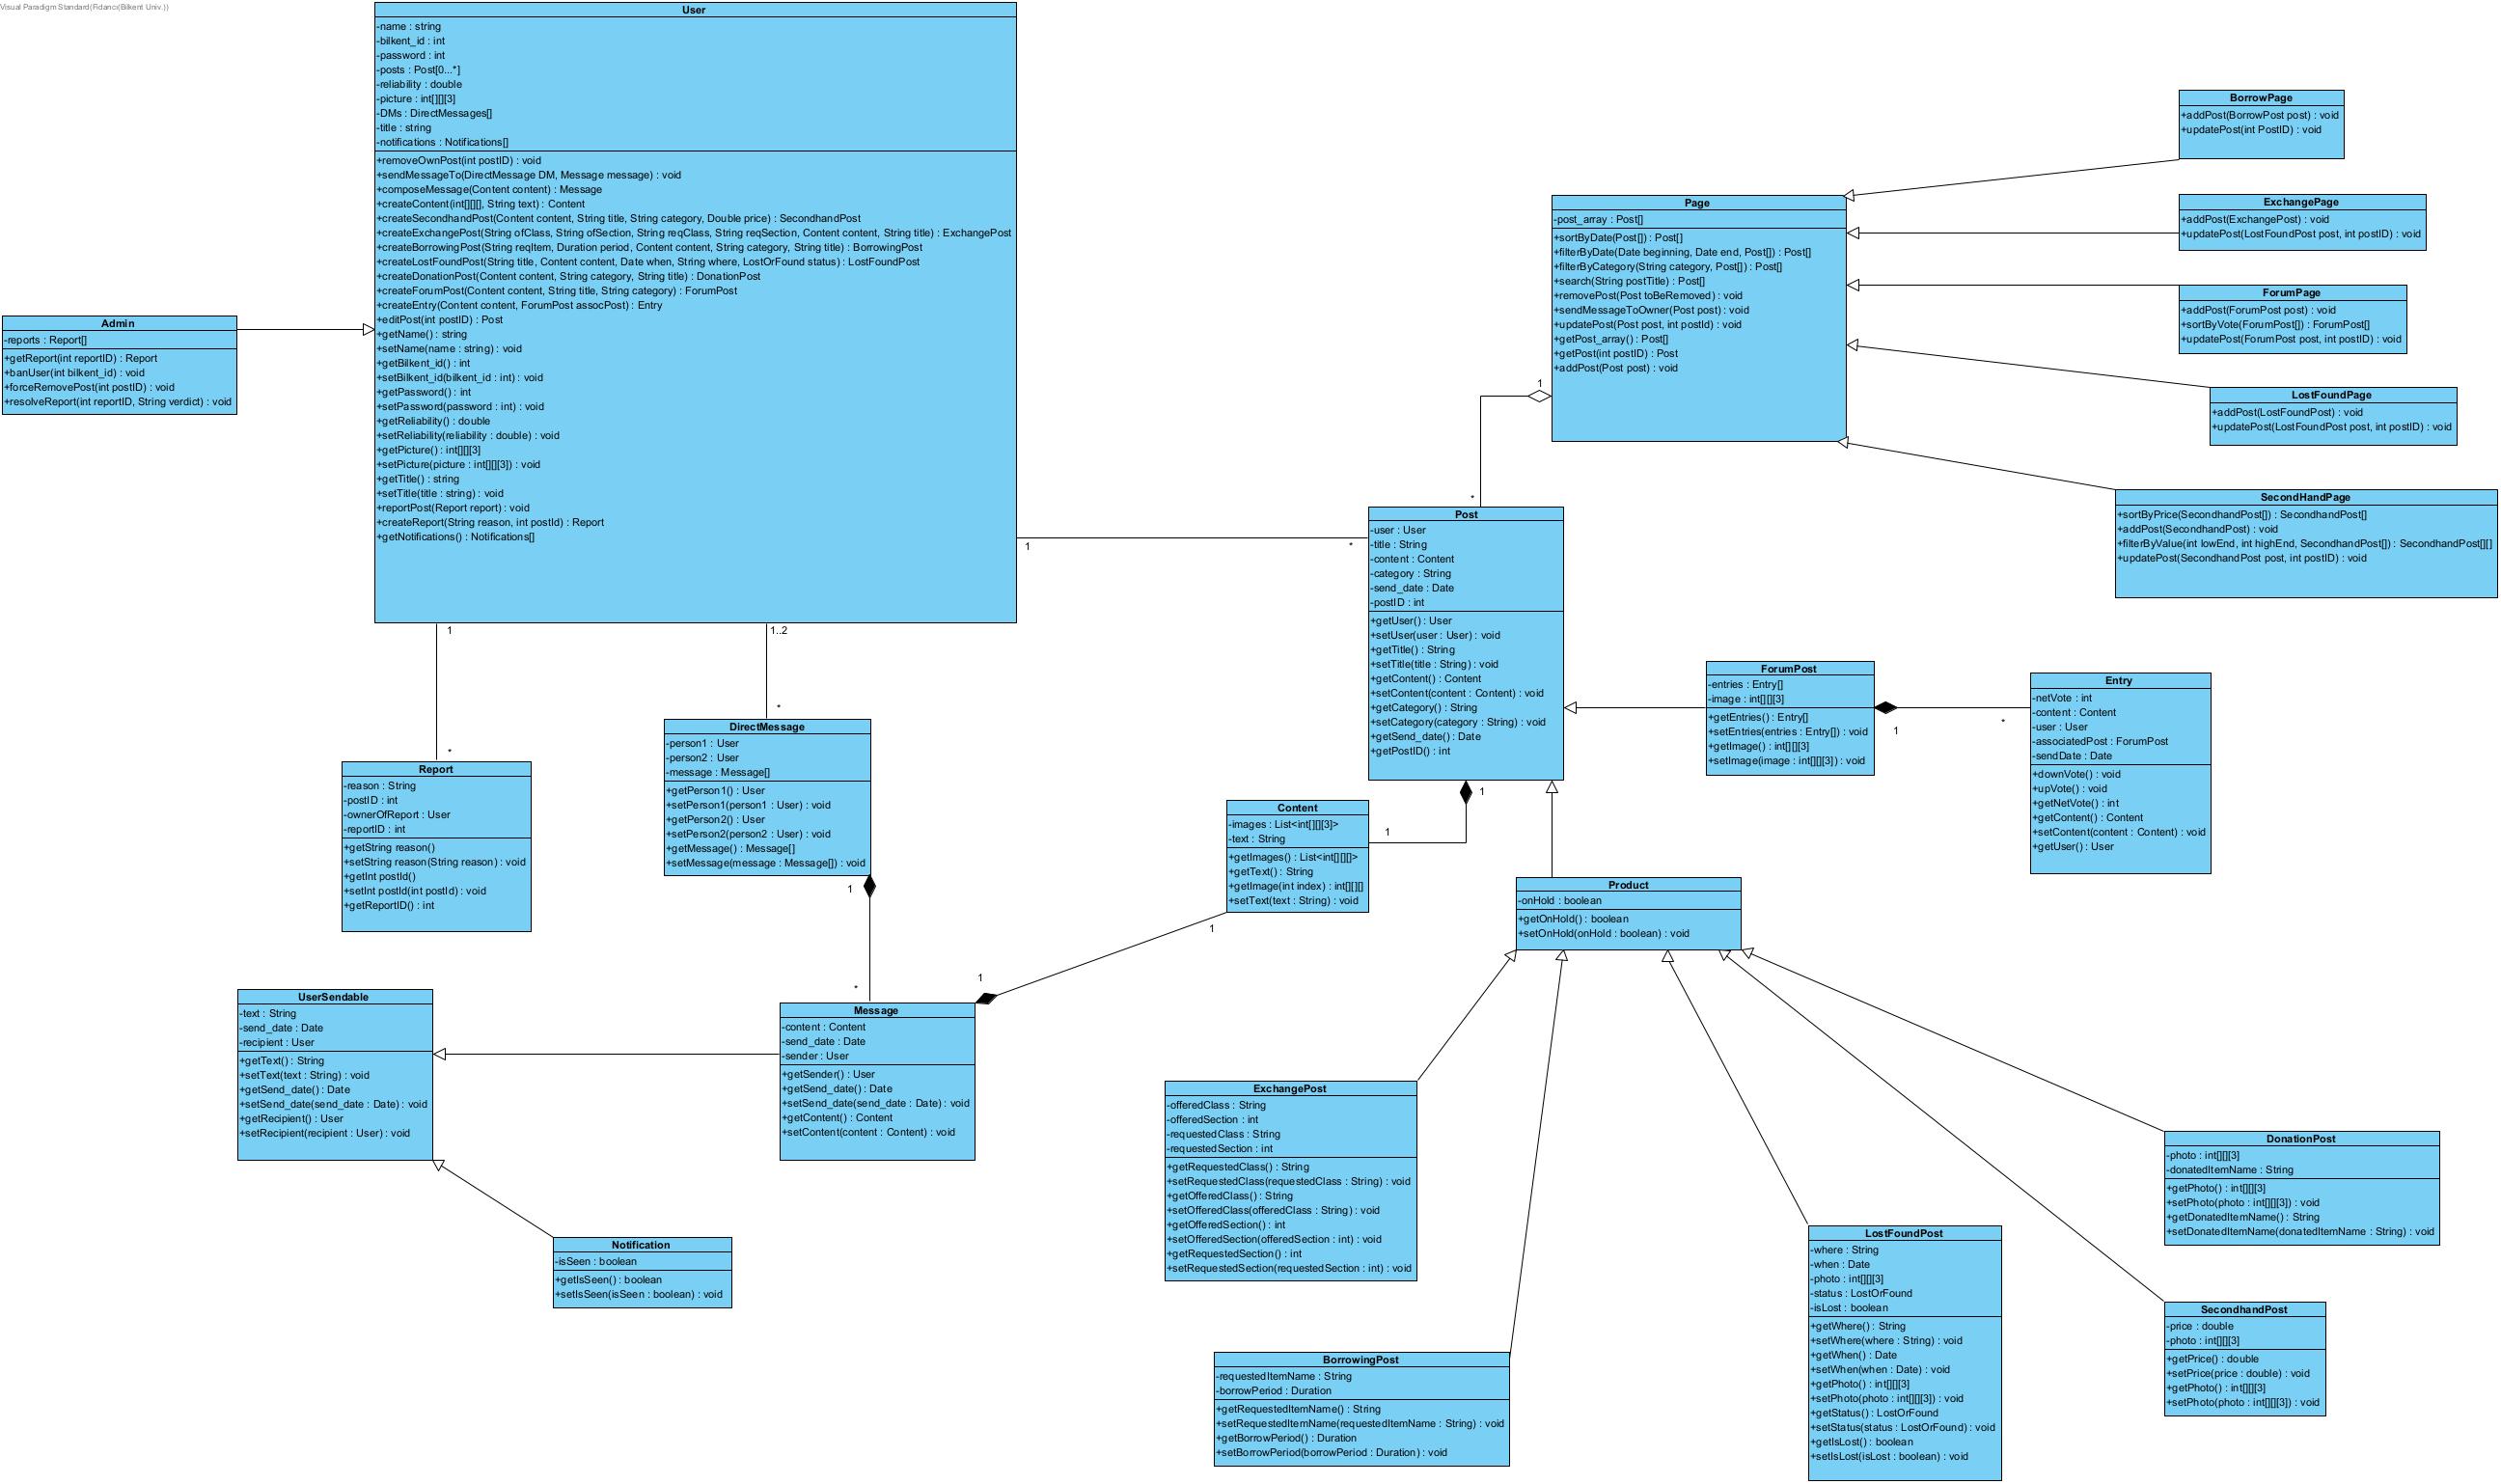 Visual Paradigm Standard(Fidancı(Bilkent Univ.))
User
-name : string
-bilkent_id : int
-password : int
-posts : Post[0...*]
-reliability : double
-picture : int[][][3]
-DMs : DirectMessages[]
-title : string
-notifications : Notifications[]
+removeOwnPost(int postID) : void
+sendMessageTo(DirectMessage DM, Message message) : void
+composeMessage(Content content) : Message
+createContent(int[][][], String text) : Content
+createSecondhandPost(Content content, String title, String category, Double price) : SecondhandPost
+createExchangePost(String ofClass, String ofSection, String reqClass, String reqSection, Content content, String title) : ExchangePost
+createBorrowingPost(String reqItem, Duration period, Content content, String category, String title) : BorrowingPost
+createLostFoundPost(String title, Content content, Date when, String where, LostOrFound status) : LostFoundPost
+createDonationPost(Content content, String category, String title) : DonationPost
+createForumPost(Content content, String title, String category) : ForumPost
+createEntry(Content content, ForumPost assocPost) : Entry
+editPost(int postID) : Post
+getName() : string
+setName(name : string) : void
+getBilkent_id() : int
+setBilkent_id(bilkent_id : int) : void
+getPassword() : int
+setPassword(password : int) : void
+getReliability() : double
+setReliability(reliability : double) : void
+getPicture() : int[][][3]
+setPicture(picture : int[][][3]) : void
+getTitle() : string
+setTitle(title : string) : void
+reportPost(Report report) : void
+createReport(String reason, int postId) : Report
+getNotifications() : Notifications[]
Admin
-reports : Report[]
+getReport(int reportID) : Report
+banUser(int bilkent_id) : void
+forceRemovePost(int postID) : void
+resolveReport(int reportID, String verdict) : void
BorrowPage
+addPost(BorrowPost post) : void
+updatePost(int PostID) : void
Page
-post_array : Post[]
+sortByDate(Post[]) : Post[]
+filterByDate(Date beginning, Date end, Post[]) : Post[]
+filterByCategory(String category, Post[]) : Post[]
+search(String postTitle) : Post[]
+removePost(Post toBeRemoved) : void
+sendMessageToOwner(Post post) : void
+updatePost(Post post, int postId) : void
+getPost_array() : Post[]
+getPost(int postID) : Post
+addPost(Post post) : void
ExchangePage
+addPost(ExchangePost) : void
+updatePost(LostFoundPost post, int postID) : void
ForumPage
+addPost(ForumPost post) : void
+sortByVote(ForumPost[]) : ForumPost[]
+updatePost(ForumPost post, int postID) : void
LostFoundPage
+addPost(LostFoundPost) : void
+updatePost(LostFoundPost post, int postID) : void
SecondHandPage
+sortByPrice(SecondhandPost[]) : SecondhandPost[]
+addPost(SecondhandPost) : void
+filterByValue(int lowEnd, int highEnd, SecondhandPost[]) : SecondhandPost[][]
+updatePost(SecondhandPost post, int postID) : void
1
*
1
*
Post
-user : User
-title : String
-content : Content
-category : String
-send_date : Date
-postID : int
+getUser() : User
+setUser(user : User) : void
+getTitle() : String
+setTitle(title : String) : void
+getContent() : Content
+setContent(content : Content) : void
+getCategory() : String
+setCategory(category : String) : void
+getSend_date() : Date
+getPostID() : int
ForumPost
-entries : Entry[]
-image : int[][][3]
+getEntries() : Entry[]
+setEntries(entries : Entry[]) : void
+getImage() : int[][][3]
+setImage(image : int[][][3]) : void
1
*
Entry
-netVote : int
-content : Content
-user : User
-associatedPost : ForumPost
-sendDate : Date
+downVote() : void
+upVote() : void
+getNetVote() : int
+getContent() : Content
+setContent(content : Content) : void
+getUser() : User
1
*
1..2
*
Report
-reason : String
-postID : int
-ownerOfReport : User
-reportID : int
+getString reason()
+setString reason(String reason) : void
+getInt postId()
+setInt postId(int postId) : void
+getReportID() : int
DirectMessage
-person1 : User
-person2 : User
-message : Message[]
+getPerson1() : User
+setPerson1(person1 : User) : void
+getPerson2() : User
+setPerson2(person2 : User) : void
+getMessage() : Message[]
+setMessage(message : Message[]) : void
1
*
1
1
Content
-images : List<int[][][3]>
-text : String
+getImages() : List<int[][][]>
+getText() : String
+getImage(int index) : int[][][]
+setText(text : String) : void
1
1
Product
-onHold : boolean
+getOnHold() : boolean
+setOnHold(onHold : boolean) : void
UserSendable
-text : String
-send_date : Date
-recipient : User
+getText() : String
+setText(text : String) : void
+getSend_date() : Date
+setSend_date(send_date : Date) : void
+getRecipient() : User
+setRecipient(recipient : User) : void
Message
-content : Content
-send_date : Date
-sender : User
+getSender() : User
+getSend_date() : Date
+setSend_date(send_date : Date) : void
+getContent() : Content
+setContent(content : Content) : void
Notification
-isSeen : boolean
+getIsSeen() : boolean
+setIsSeen(isSeen : boolean) : void
ExchangePost
-offeredClass : String
-offeredSection : int
-requestedClass : String
-requestedSection : int
+getRequestedClass() : String
+setRequestedClass(requestedClass : String) : void
+getOfferedClass() : String
+setOfferedClass(offeredClass : String) : void
+getOfferedSection() : int
+setOfferedSection(offeredSection : int) : void
+getRequestedSection() : int
+setRequestedSection(requestedSection : int) : void
BorrowingPost
-requestedItemName : String
-borrowPeriod : Duration
+getRequestedItemName() : String
+setRequestedItemName(requestedItemName : String) : void
+getBorrowPeriod() : Duration
+setBorrowPeriod(borrowPeriod : Duration) : void
LostFoundPost
-where : String
-when : Date
-photo : int[][][3]
-status : LostOrFound
-isLost : boolean
+getWhere() : String
+setWhere(where : String) : void
+getWhen() : Date
+setWhen(when : Date) : void
+getPhoto() : int[][][3]
+setPhoto(photo : int[][][3]) : void
+getStatus() : LostOrFound
+setStatus(status : LostOrFound) : void
+getIsLost() : boolean
+setIsLost(isLost : boolean) : void
DonationPost
-photo : int[][][3]
-donatedItemName : String
+getPhoto() : int[][][3]
+setPhoto(photo : int[][][3]) : void
+getDonatedItemName() : String
+setDonatedItemName(donatedItemName : String) : void
SecondhandPost
-price : double
-photo : int[][][3]
+getPrice() : double
+setPrice(price : double) : void
+getPhoto() : int[][][3]
+setPhoto(photo : int[][][3]) : void